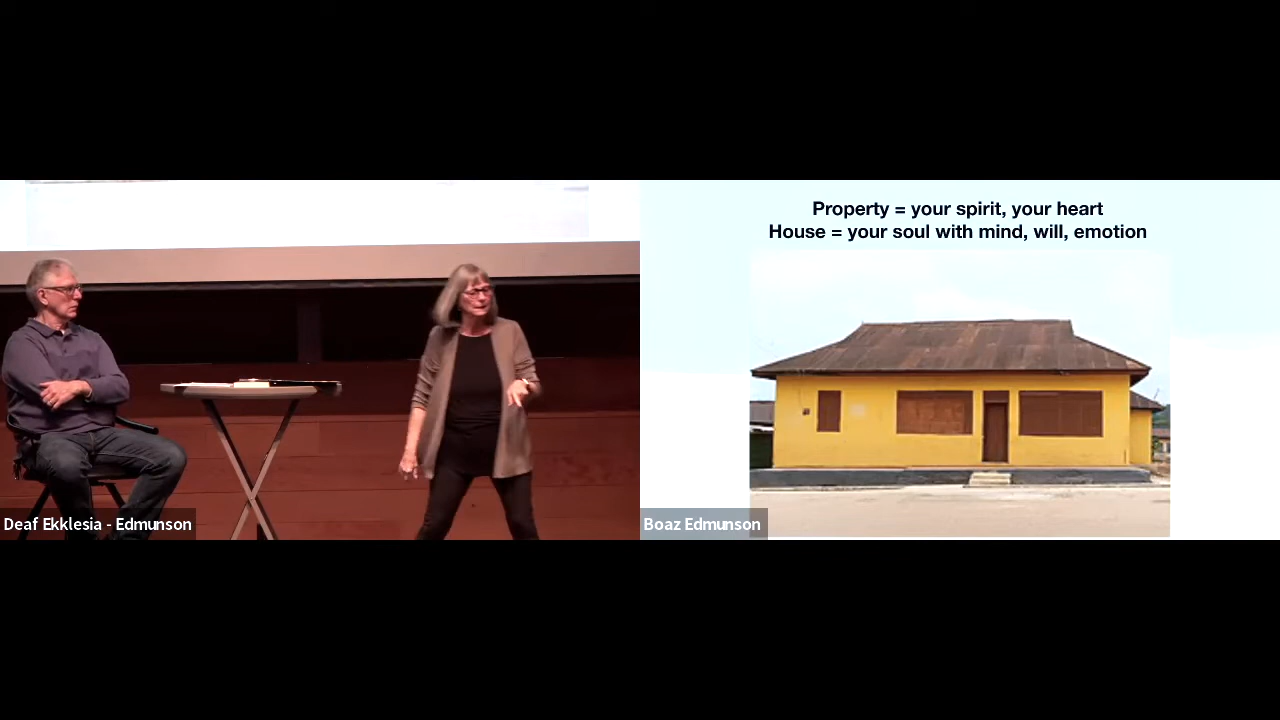 Property = your spirit, your heart
House = your soul with mind, will, emotion
Deaf Ekklesia - Edmunson
Boaz Edmunson